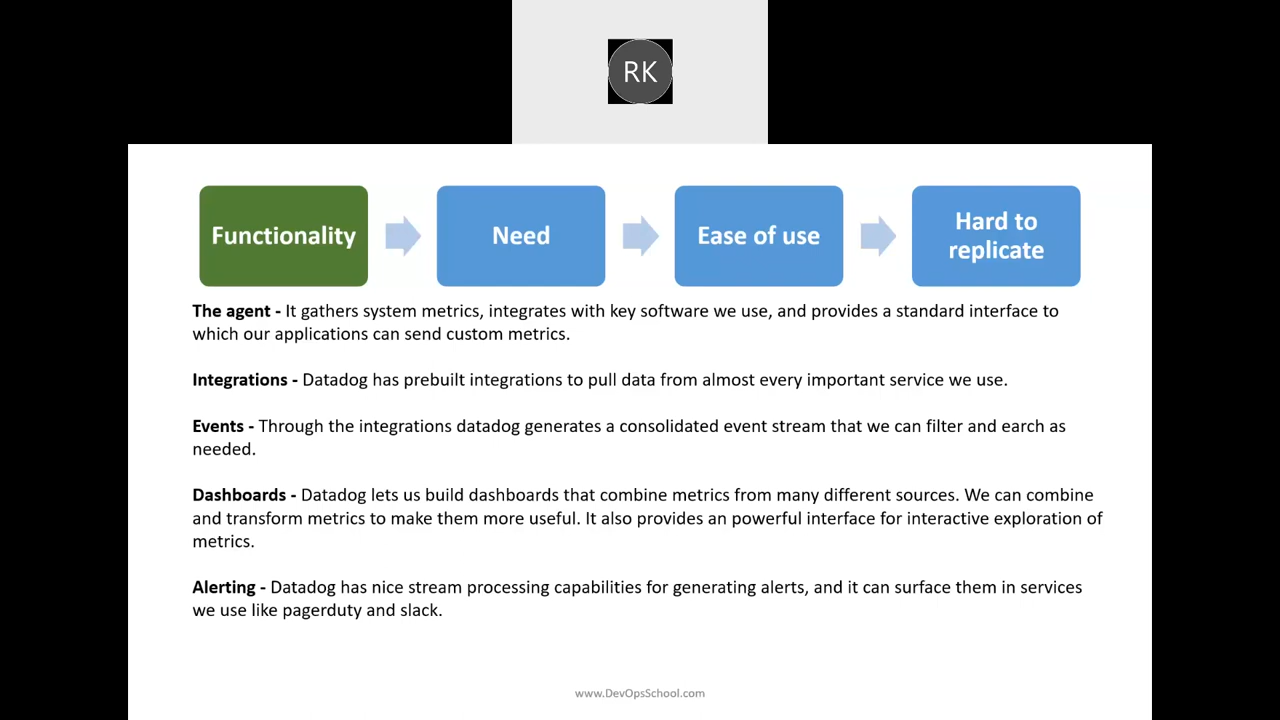 RK
Functionality
Need
Ease of use
Hard to
replicate
The agent - It gathers system metrics, integrates with key software we use, and provides a standard interface to
which our applications can send custom metrics.
Integrations - Datadog has prebuilt integrations to pull data from almost every important service we use.
Events - Through the integrations datadog generates a consolidated event stream that we can filter and earch as
needed.
Dashboards - Datadog lets us build dashboards that combine metrics from many different sources. We can combine
and transform metrics to make them more useful. It also provides an powerful interface for interactive exploration of
metrics.
Alerting - Datadog has nice stream processing capabilities for generating alerts, and it can surface them in services
we use like pagerduty and slack.
www.DevOpsSchool.com